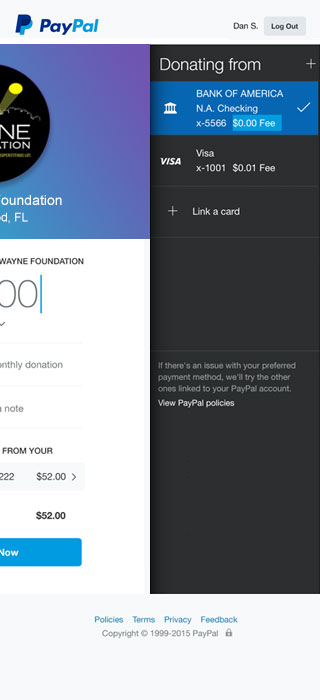 PayPal
Dan S.
Log Out
NE
ATION
oundation
d, FL
WAYNE FOUNDATION
00
nthly donation
a note
FROM YOUR
222 $52.00
$52.00
Now
Donating from
BANK OF AMERICA
N.A. Checking
x-5566 $0.00 Fee
VISA
Visa
x-1001 $0.01 Fee
Link a card
If there's an issue with your preferred
payment method, we'll try the other
ones linked to your PayPal account.
View PayPal policies
Policies Terms Privacy Feedback
Copyright © 1999-2015 PayPal